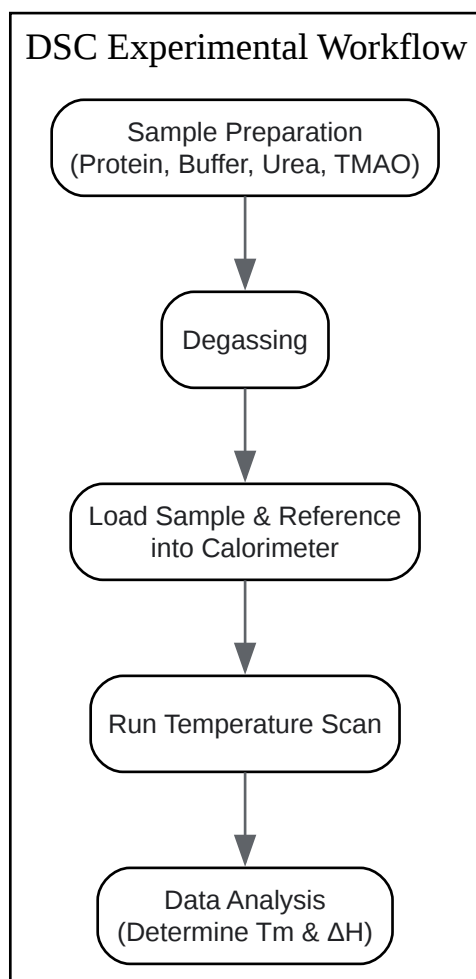 DSC Experimental Workflow
Sample Preparation
(Protein, Buffer, Urea, TMAO)
Degassing
Load Sample & Reference
into Calorimeter
Run Temperature Scan
Data Analysis
(Determine Tm & ΔH)